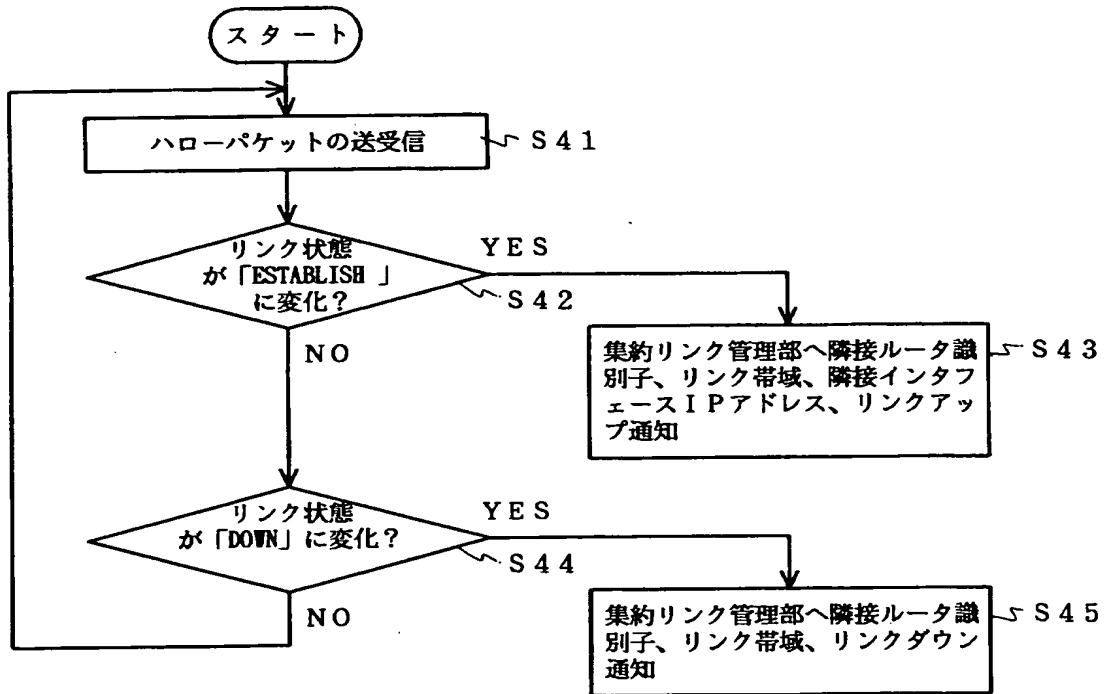 スタート
ハローパケットの送受信
S41
リンク状態
が「ESTABLISH 」
に変化?
YES
S42
NO
集約リンク管理部へ隣接ルータ識
別子、リンク帯域、隣接インタフ
ェースIPアドレス、リンクアッ
プ通知
S43
リンク状態
が「DOWN」に変化?
YES
S44
NO
集約リンク管理部へ隣接ルータ識
別子、リンク帯域、リンクダウン
通知
S45